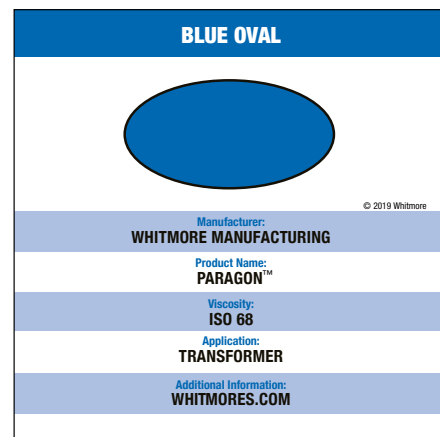 BLUE OVAL
© 2019 Whitmore
Manufacturer:
WHITMORE MANUFACTURING
Product Name:
PARAGON™
Viscosity:
ISO 68
Application:
TRANSFORMER
Additional Information:
WHITMORES.COM